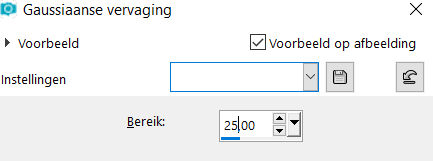 Gaussiaanse vervaging
Voorbeeld Voorbeeld op afbeelding
Instellingen
Bereik: 25,00